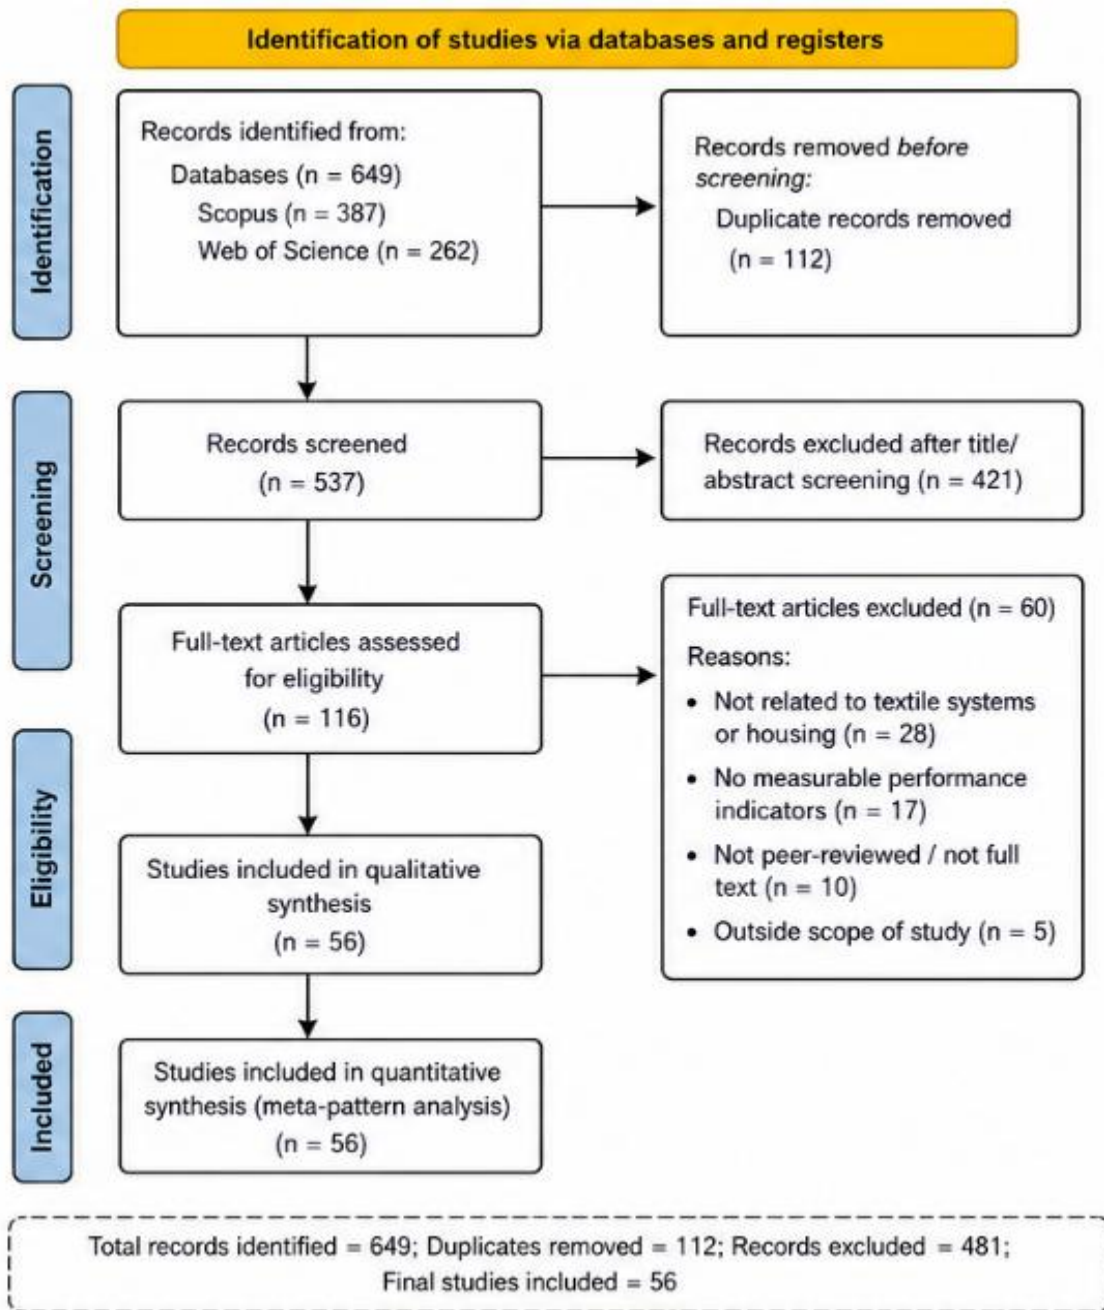 Identification of studies via databases and registers
Identification
Records identified from:
Databases (n = 649)
Scopus (n = 387)
Web of Science (n = 262)
Records removed before
screening:
Duplicate records removed
(n = 112)
Screening
Records screened
(n = 537)
Records excluded after title/
abstract screening (n = 421)
Full-text articles assessed
for eligibility
(n = 116)
Full-text articles excluded (n = 60)
Reasons:
• Not related to textile systems
or housing (n = 28)
• No measurable performance
indicators (n = 17)
• Not peer-reviewed / not full
text (n = 10)
• Outside scope of study (n = 5)
Eligibility
Studies included in qualitative
synthesis
(n = 56)
Included
Studies included in quantitative
synthesis (meta-pattern analysis)
(n = 56)
Total records identified = 649; Duplicates removed = 112; Records excluded = 481;
Final studies included = 56